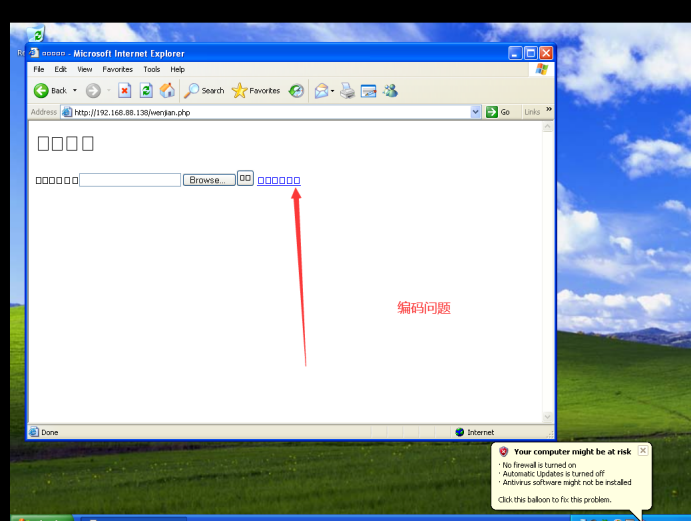 □□□□□ - Microsoft Internet Explorer
File Edit View Favorites Tools Help
Back Search Favorites
Address http://192.168.88.138/wenjian.php Go Links »
□□□□
□□□□□□ Browse... □□ □□□□□□
编码问题
Done Internet
Your computer might be at risk
· No firewall is turned on
· Automatic Updates is turned off
· Antivirus software might not be installed
Click this balloon to fix this problem.